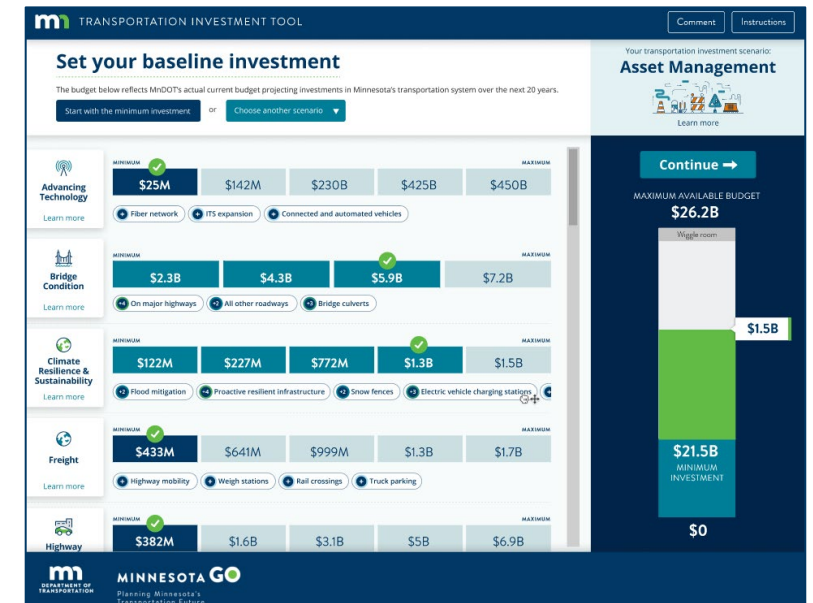 TRANSPORTATION INVESTMENT TOOL
Comment
Instructions
Set your baseline investment
The budget below reflects MnDOT's actual current budget projecting investments in Minnesota's transportation system over the next 20 years.
Start with the minimum investment
or
Choose another scenario
Your transportation investment scenario:
Asset Management
Learn more
Advancing
Technology
Learn more
MINIMUM
MAXIMUM
$25M $142M $230B $425B $450B
Fiber network
ITS expansion
Connected and automated vehicles
Bridge
Condition
Learn more
MINIMUM
MAXIMUM
$2.3B $4.3B $5.9B $7.2B
+4 On major highways
+2 All other roadways
+3 Bridge culverts
Climate
Resilience &
Sustainability
Learn more
MINIMUM
MAXIMUM
$122M $227M $772M $1.3B $1.5B
+2 Flood mitigation
+4 Proactive resilient infrastructure
+2 Snow fences
+3 Electric vehicle charging stations
Freight
Learn more
MINIMUM
MAXIMUM
$433M $641M $999M $1.3B $1.7B
Highway mobility
Weigh stations
Rail crossings
Truck parking
Highway
MINIMUM
MAXIMUM
$382M $1.6B $3.1B $5B $6.9B
Continue
MAXIMUM AVAILABLE BUDGET
$26.2B
Wiggle room
$1.5B
$21.5B
MINIMUM
INVESTMENT
$0
DEPARTMENT OF
TRANSPORTATION
MINNESOTA GO
Planning Minnesota's
Transportation Future